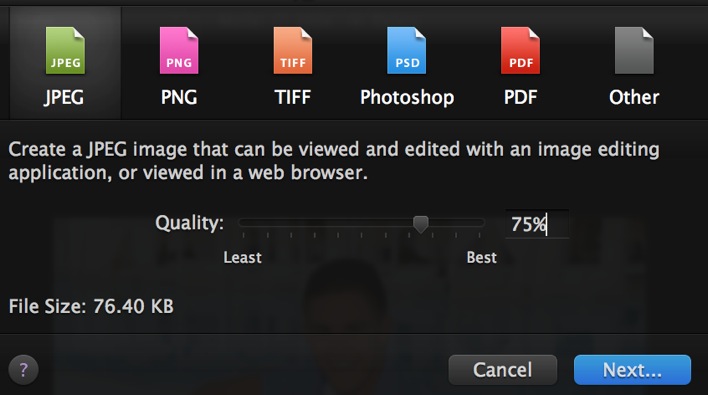 JPEG PNG TIFF PSD PDF
JPEG PNG TIFF Photoshop PDF Other
Create a JPEG image that can be viewed and edited with an image editing
application, or viewed in a web browser.
Quality: 75%
Least Best
File Size: 76.40 KB
? Cancel Next...